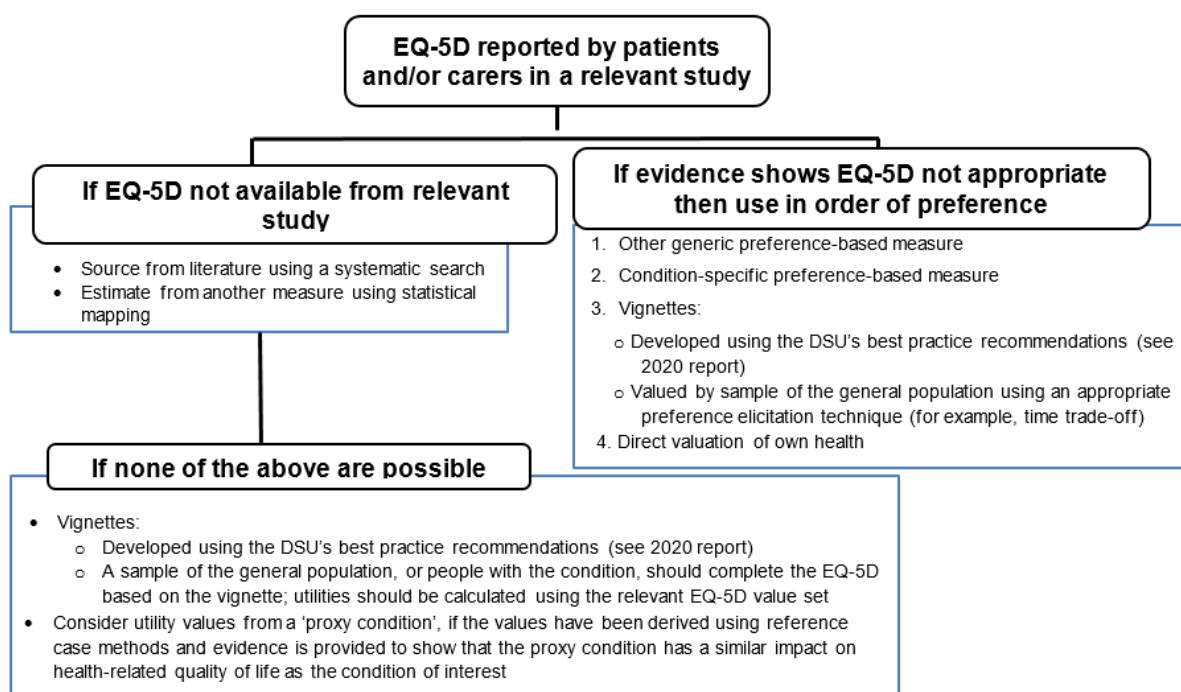 EQ-5D reported by patients
and/or carers in a relevant study
If EQ-5D not available from relevant
study
• Source from literature using a systematic search
• Estimate from another measure using statistical
mapping
If evidence shows EQ-5D not appropriate
then use in order of preference
1. Other generic preference-based measure
2. Condition-specific preference-based measure
3. Vignettes:
o Developed using the DSU's best practice recommendations (see
2020 report)
o Valued by sample of the general population using an appropriate
preference elicitation technique (for example, time trade-off)
4. Direct valuation of own health
If none of the above are possible
• Vignettes:
o Developed using the DSU's best practice recommendations (see 2020 report)
o A sample of the general population, or people with the condition, should complete the EQ-5D
based on the vignette; utilities should be calculated using the relevant EQ-5D value set
• Consider utility values from a 'proxy condition', if the values have been derived using reference
case methods and evidence is provided to show that the proxy condition has a similar impact on
health-related quality of life as the condition of interest